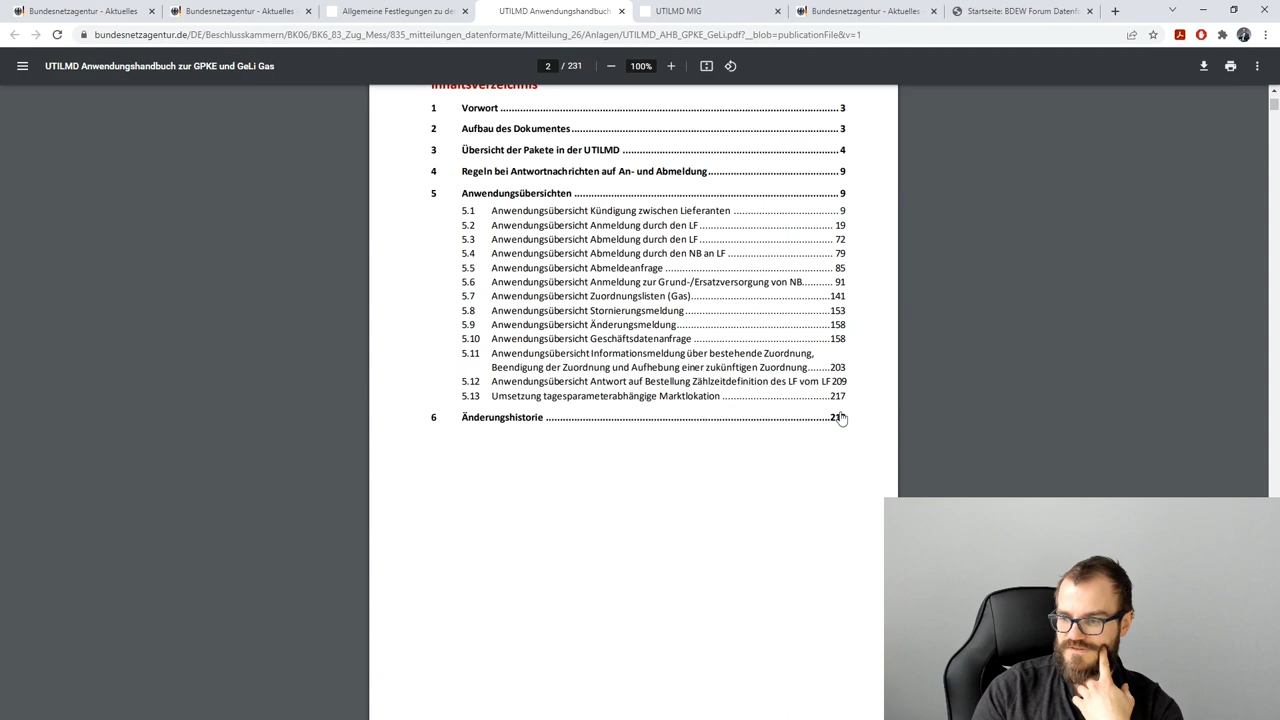 Bundesnetzagentur - Aktuelles
Bundesnetzagentur - Aktuelles
Allgemeine Festlegungen zu de
UTILMD Anwendungshandbuch
UTILMD MIG
Bundesnetzagentur - Aktuelles
Startseite: BDEW Forum Datenf
bundesnetzagentur.de/DE/Beschlusskammern/BK06/BK6_83_Zug_Mess/835_mitteilungen_datenformate/Mitteilung_26/Anlagen/UTILMD_AHB_GPKE_GeLi.pdf?__blob=publicationFile&v=1
UTILMD Anwendungshandbuch zur GPKE und GeLi Gas
2 / 231
100%
Inhaltsverzeichnis
1 Vorwort ... 3
2 Aufbau des Dokumentes ... 3
3 Übersicht der Pakete in der UTILMD ... 4
4 Regeln bei Antwortnachrichten auf An- und Abmeldung ... 9
5 Anwendungsübersichten ... 9
5.1 Anwendungsübersicht Kündigung zwischen Lieferanten ... 9
5.2 Anwendungsübersicht Anmeldung durch den LF ... 19
5.3 Anwendungsübersicht Abmeldung durch den LF ... 72
5.4 Anwendungsübersicht Abmeldung durch den NB an LF ... 79
5.5 Anwendungsübersicht Abmeldeanfrage ... 85
5.6 Anwendungsübersicht Anmeldung zur Grund-/Ersatzversorgung von NB ... 91
5.7 Anwendungsübersicht Zuordnungslisten (Gas) ... 141
5.8 Anwendungsübersicht Stornierungsmeldung ... 153
5.9 Anwendungsübersicht Änderungsmeldung ... 158
5.10 Anwendungsübersicht Geschäftsdatenanfrage ... 158
5.11 Anwendungsübersicht Informationsmeldung über bestehende Zuordnung,
Beendigung der Zuordnung und Aufhebung einer zukünftigen Zuordnung ... 203
5.12 Anwendungsübersicht Antwort auf Bestellung Zählzeitdefinition des LF vom LF 209
5.13 Umsetzung tagesparameterabhängige Marktlokation ... 217
6 Änderungshistorie ...